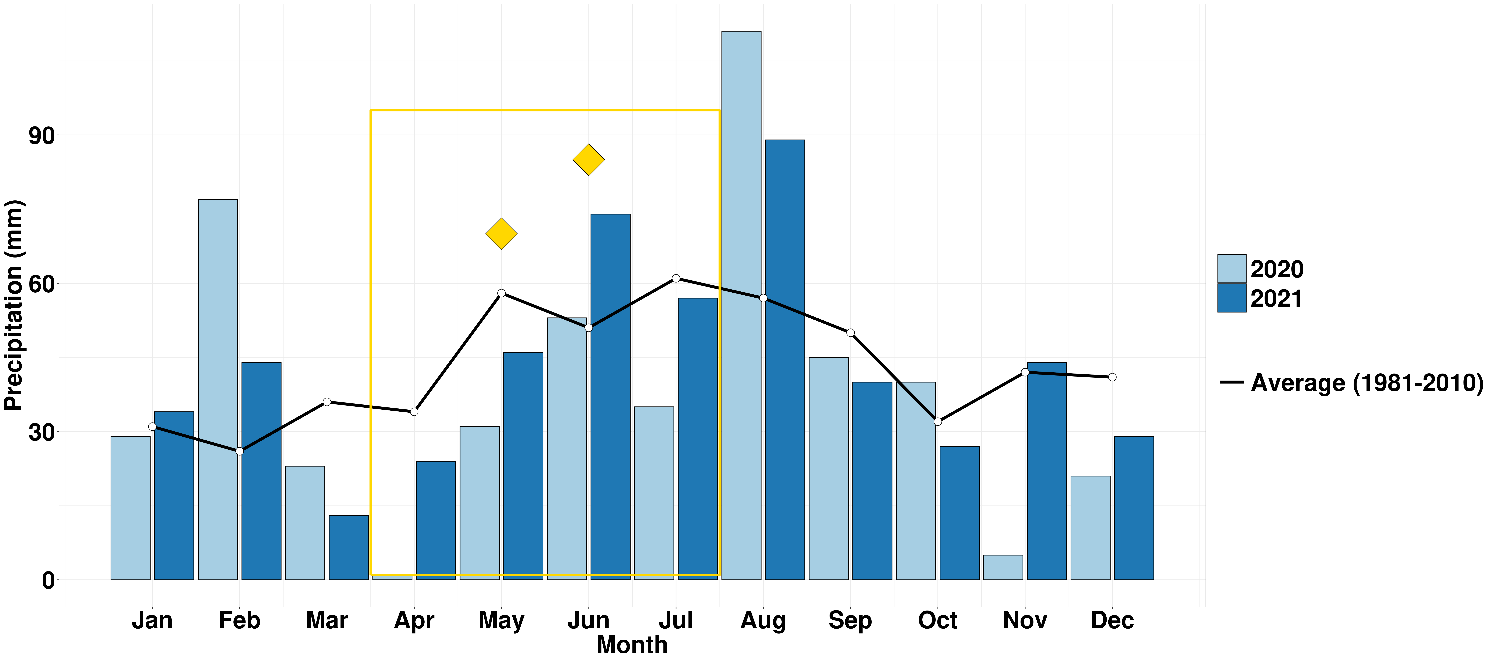 Precipitation (mm)
90
60
30
0
Jan Feb Mar Apr May Jun Jul Aug Sep Oct Nov Dec
Month
2020
2021
Average (1981-2010)